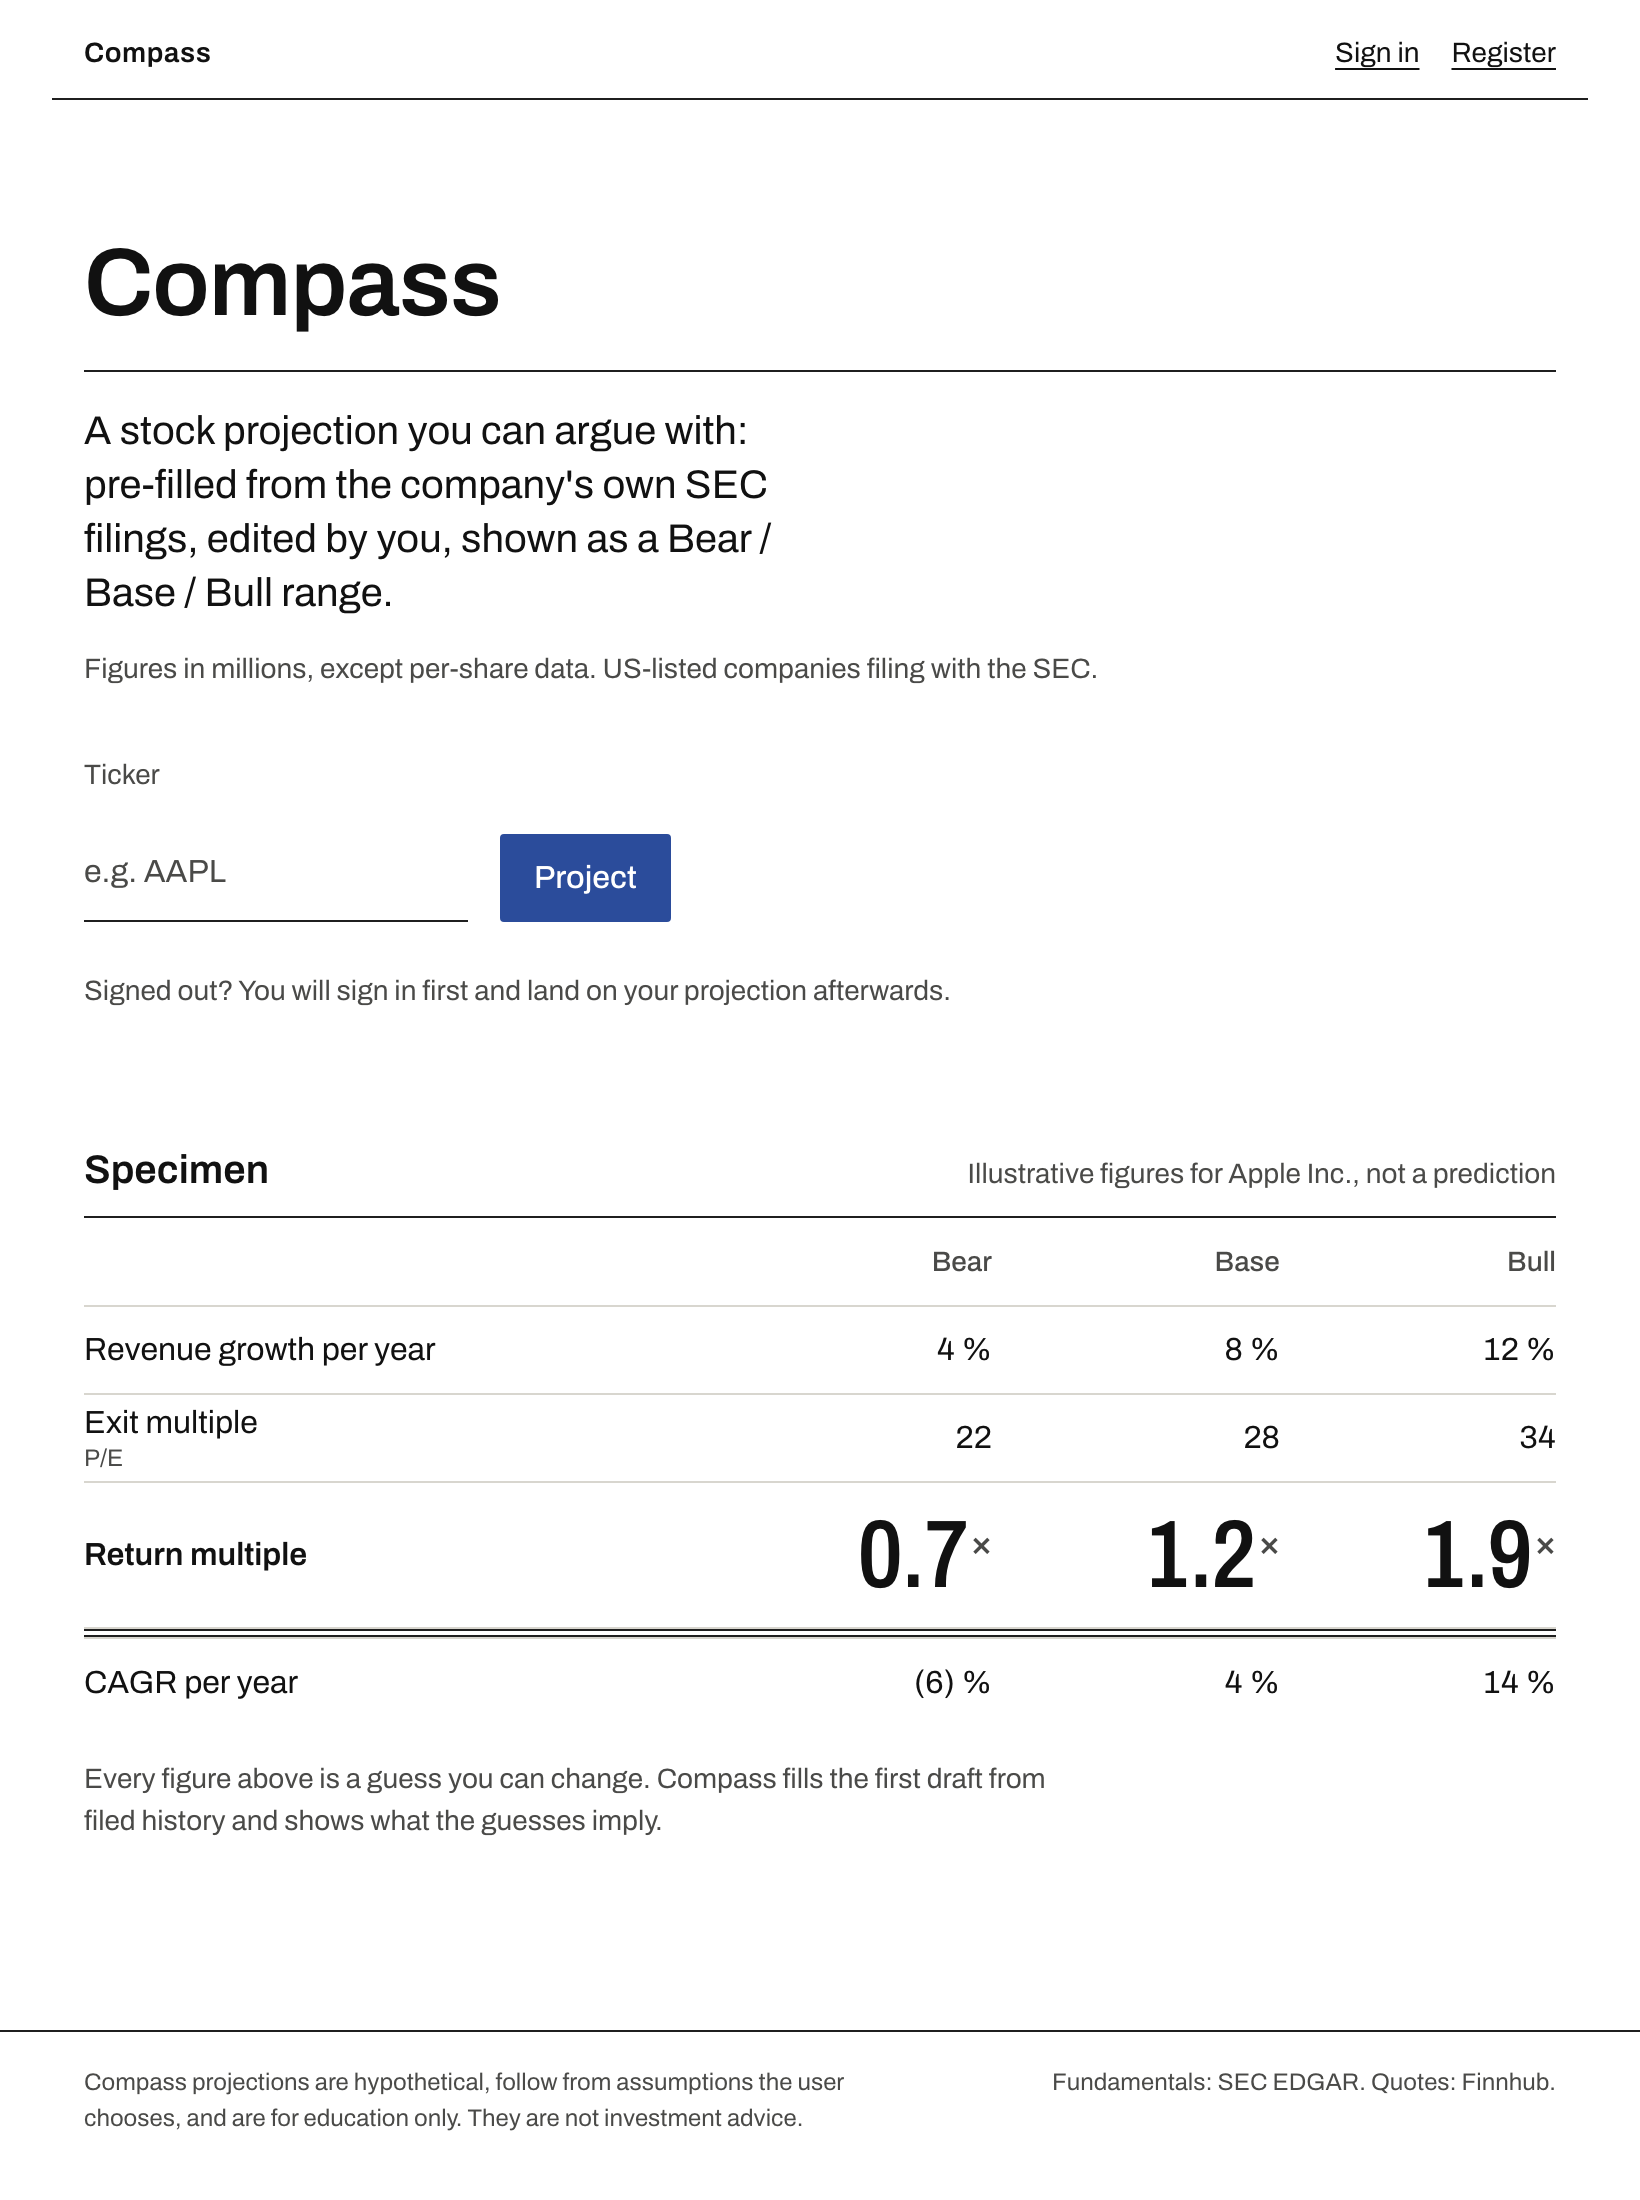 Compass
Sign in Register
Compass
A stock projection you can argue with:
pre-filled from the company's own SEC
filings, edited by you, shown as a Bear /
Base / Bull range.
Figures in millions, except per-share data. US-listed companies filing with the SEC.
Ticker
e.g. AAPL
Project
Signed out? You will sign in first and land on your projection afterwards.
Specimen
Illustrative figures for Apple Inc., not a prediction
Bear Base Bull
Revenue growth per year 4 % 8 % 12 %
Exit multiple 22 28 34
P/E
Return multiple 0.7× 1.2× 1.9×
CAGR per year (6) % 4 % 14 %
Every figure above is a guess you can change. Compass fills the first draft from
filed history and shows what the guesses imply.
Compass projections are hypothetical, follow from assumptions the user
chooses, and are for education only. They are not investment advice.
Fundamentals: SEC EDGAR. Quotes: Finnhub.